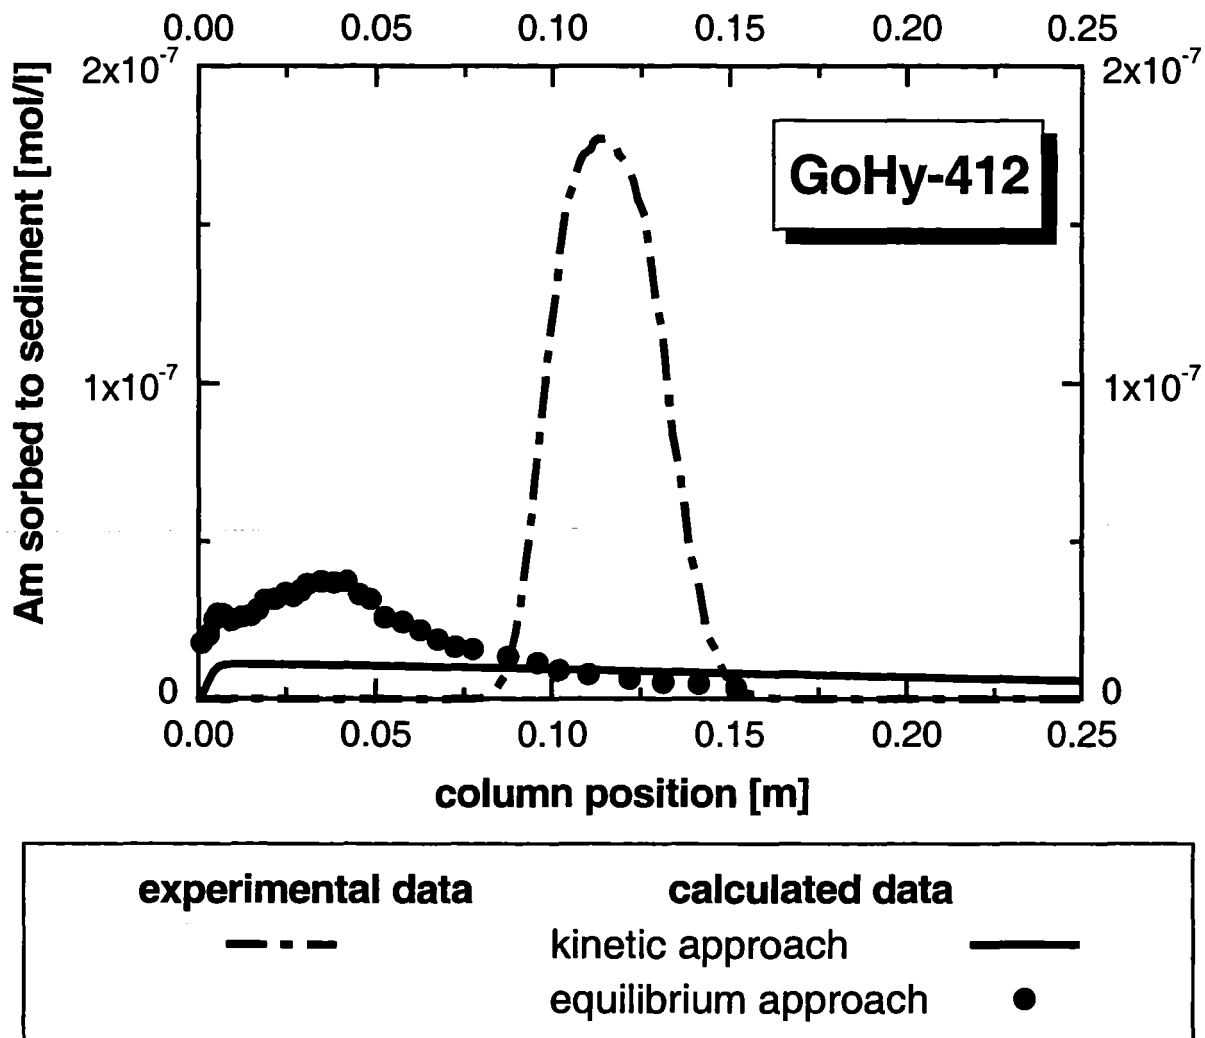 0.00 0.05 0.10 0.15 0.20 0.25
2x10-7 2x10-7
GoHy-412
Am sorbed to sediment [mol/l]
1x10-7 1x10-7
0 0
0.00 0.05 0.10 0.15 0.20 0.25
column position [m]
experimental data calculated data
kinetic approach
equilibrium approach